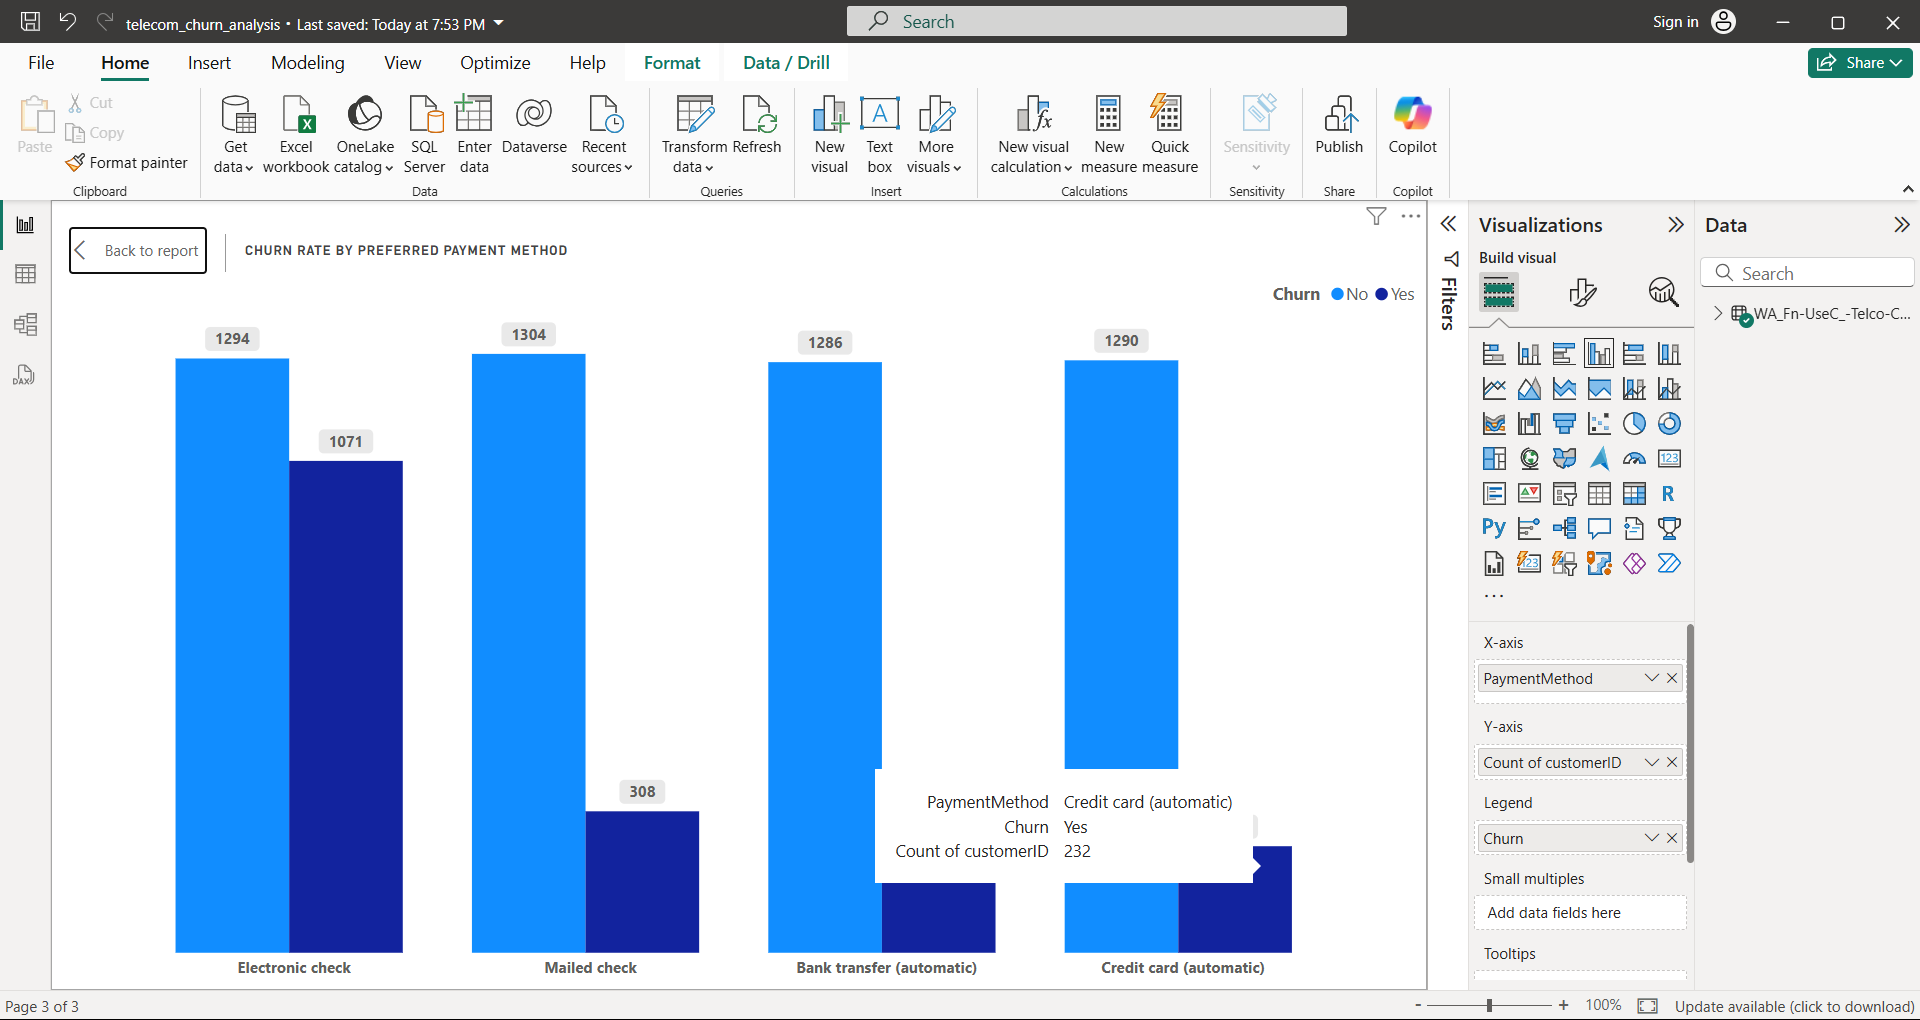 telecom_churn_analysis • Last saved: Today at 7:53 PM
Search
Sign in
File
Home
Insert
Modeling
View
Optimize
Help
Format
Data / Drill
Share
Paste
Cut
Copy
Format painter
Clipboard
Get data
Excel workbook
OneLake catalog
SQL Server
Enter data
Dataverse
Recent sources
Data
Transform data
Refresh
Queries
New visual
Text box
More visuals
Insert
New visual calculation
New measure
Quick measure
Calculations
Sensitivity
Sensitivity
Publish
Share
Copilot
Copilot
Back to report
CHURN RATE BY PREFERRED PAYMENT METHOD
Churn No Yes
1294
1071
1304
308
1286
1290
PaymentMethod Credit card (automatic)
Churn Yes
Count of customerID 232
Electronic check
Mailed check
Bank transfer (automatic)
Credit card (automatic)
Filters
Visualizations
Build visual
123
R
Py
123
X-axis
PaymentMethod
Y-axis
Count of customerID
Legend
Churn
Small multiples
Add data fields here
Tooltips
Data
Search
WA_Fn-UseC_-Telco-C...
DAX
Page 3 of 3
- + 100%
Update available (click to download)